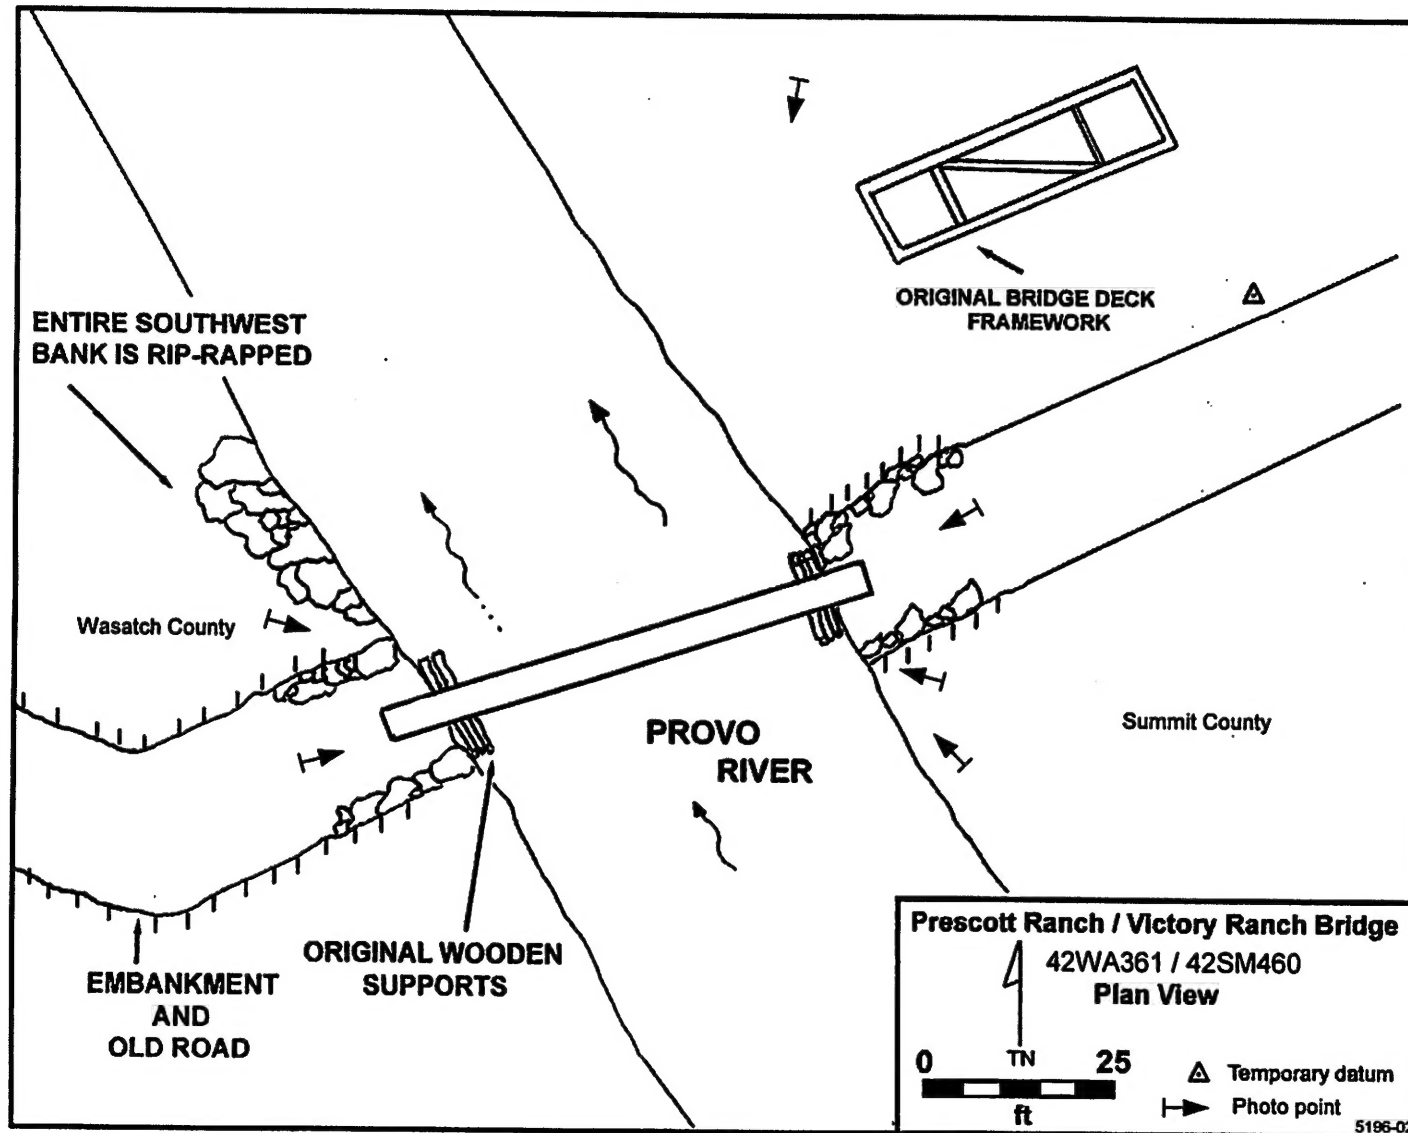 ORIGINAL BRIDGE DECK
FRAMEWORK
ENTIRE SOUTHWEST
BANK IS RIP-RAPPED
Wasatch County
PROVO
RIVER
Summit County
ORIGINAL WOODEN
SUPPORTS
EMBANKMENT
AND
OLD ROAD
Prescott Ranch / Victory Ranch Bridge
42WA361 / 42SM460
Plan View
TN
0 25
ft
Temporary datum
Photo point
5196-02